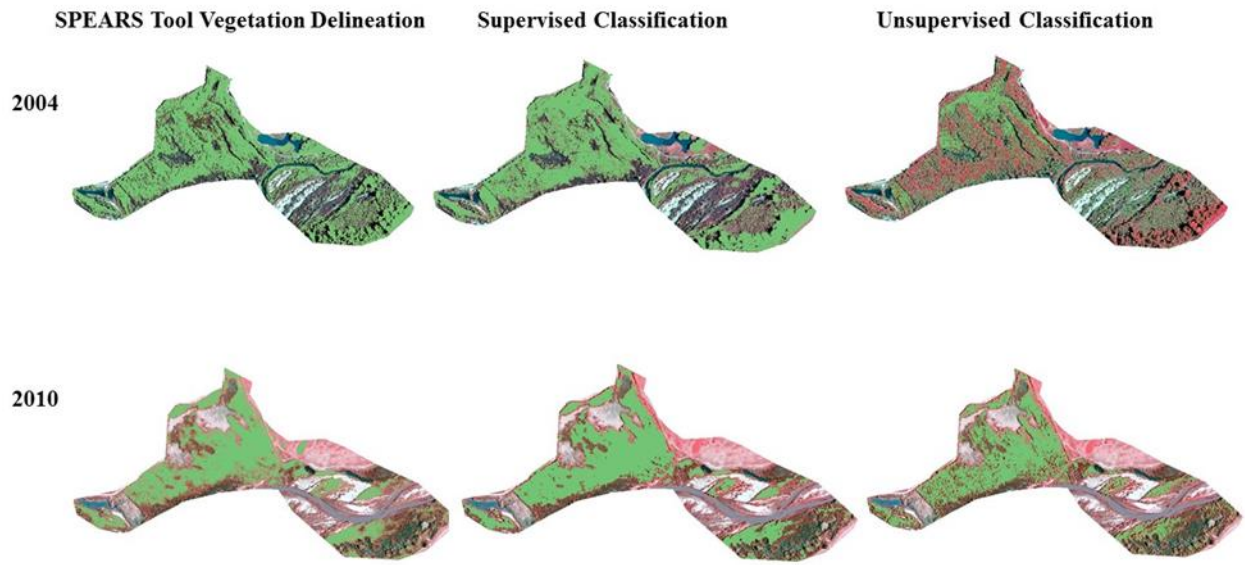 SPEARS Tool Vegetation Delineation
Supervised Classification
Unsupervised Classification
2004
2010